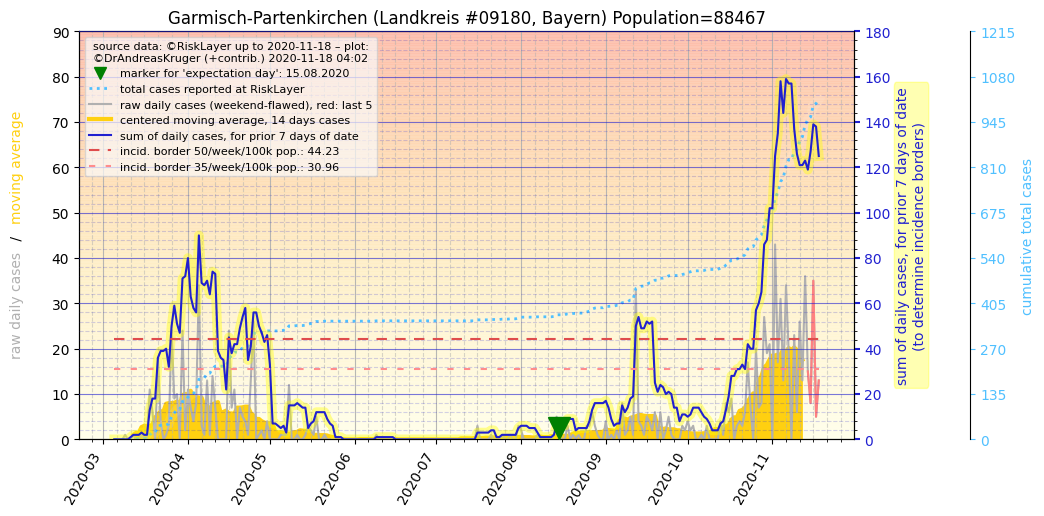 Garmisch-Partenkirchen (Landkreis #09180, Bayern) Population=88467
source data: ©RiskLayer up to 2020-11-18 – plot:
©DrAndreasKruger (+contrib.) 2020-11-18 04:02
marker for 'expectation day': 15.08.2020
total cases reported at RiskLayer
raw daily cases (weekend-flawed), red: last 5
centered moving average, 14 days cases
sum of daily cases, for prior 7 days of date
incid. border 50/week/100k pop.: 44.23
incid. border 35/week/100k pop.: 30.96
raw daily cases / moving average
90
80
70
60
50
40
30
20
10
0
2020-03
2020-04
2020-05
2020-06
2020-07
2020-08
2020-09
2020-10
2020-11
180
160
140
120
100
80
60
40
20
0
sum of daily cases, for prior 7 days of date
(to determine incidence borders)
1215
1080
945
810
675
540
405
270
135
0
cumulative total cases